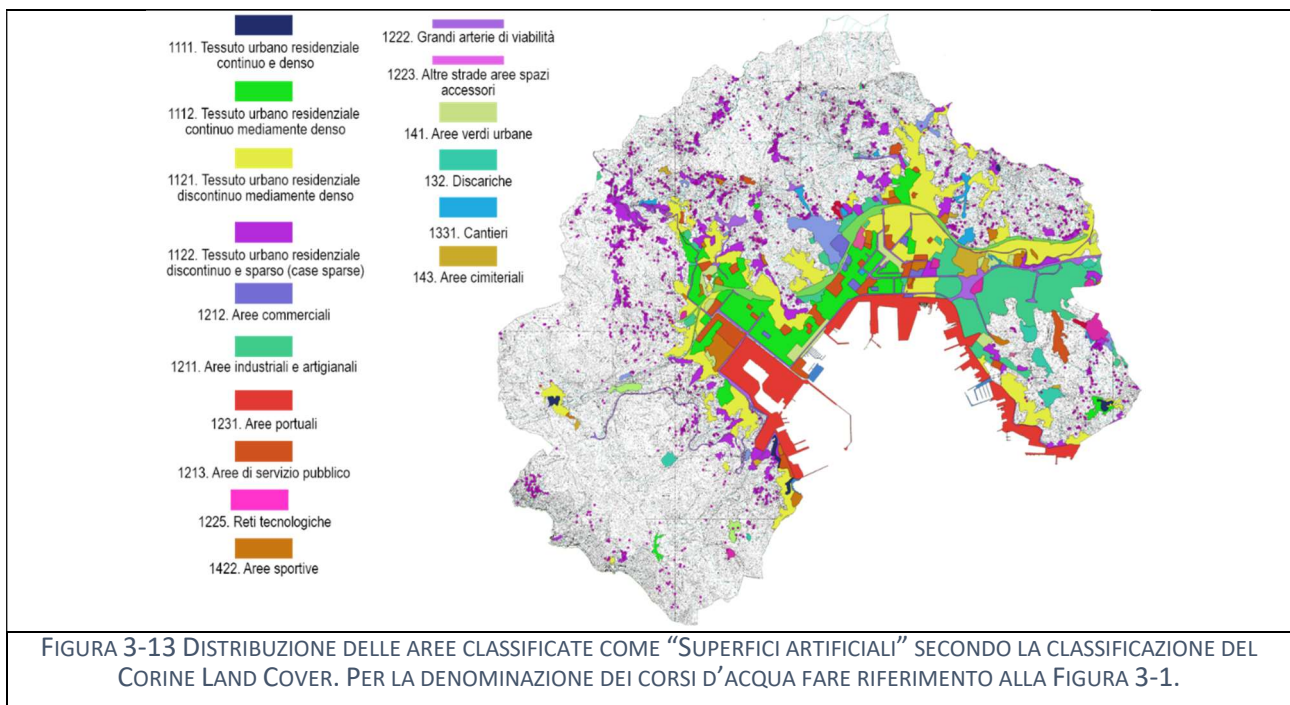 1111. Tessuto urbano residenziale
continuo e denso
1112. Tessuto urbano residenziale
continuo mediamente denso
1121. Tessuto urbano residenziale
discontinuo mediamente denso
1122. Tessuto urbano residenziale
discontinuo e sparso (case sparse)
1212. Aree commerciali
1211. Aree industriali e artigianali
1231. Aree portuali
1213. Aree di servizio pubblico
1225. Reti tecnologiche
1422. Aree sportive
1222. Grandi arterie di viabilità
1223. Altre strade aree spazi
accessori
141. Aree verdi urbane
132. Discariche
1331. Cantieri
143. Aree cimiteriali
FIGURA 3-13 DISTRIBUZIONE DELLE AREE CLASSIFICATE COME “SUPERFICI ARTIFICIALI” SECONDO LA CLASSIFICAZIONE DEL
CORINE LAND COVER. PER LA DENOMINAZIONE DEI CORSI D’ACQUA FARE RIFERIMENTO ALLA FIGURA 3-1.